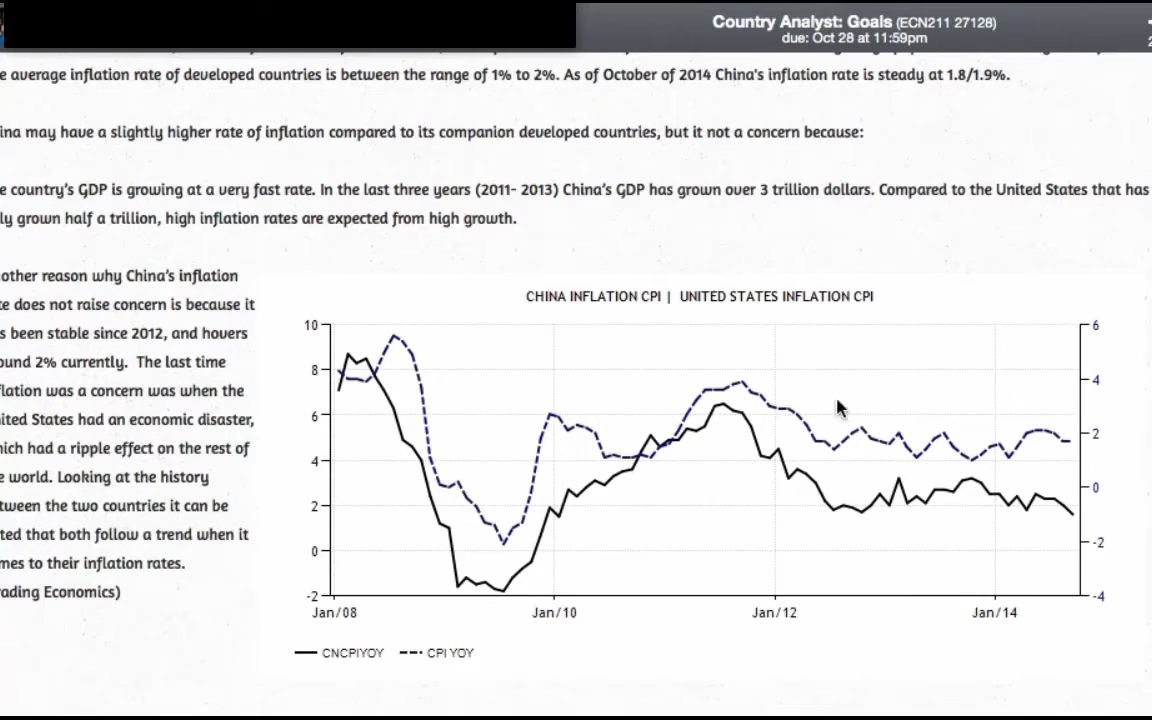 Country Analyst: Goals (ECN211 27128)
due: Oct 28 at 11:59pm
e average inflation rate of developed countries is between the range of 1% to 2%. As of October of 2014 China's inflation rate is steady at 1.8/1.9%.
ina may have a slightly higher rate of inflation compared to its companion developed countries, but it not a concern because:
e country's GDP is growing at a very fast rate. In the last three years (2011- 2013) China's GDP has grown over 3 trillion dollars. Compared to the United States that has
ly grown half a trillion, high inflation rates are expected from high growth.
other reason why China's inflation
te does not raise concern is because it
s been stable since 2012, and hovers
ound 2% currently. The last time
flation was a concern was when the
nited States had an economic disaster,
hich had a ripple effect on the rest of
e world. Looking at the history
tween the two countries it can be
ted that both follow a trend when it
mes to their inflation rates.
rading Economics)
CHINA INFLATION CPI | UNITED STATES INFLATION CPI
10
8
6
4
2
0
-2
6
4
2
0
-2
-4
Jan/08 Jan/10 Jan/12 Jan/14
CNCPIYOY CPI YOY